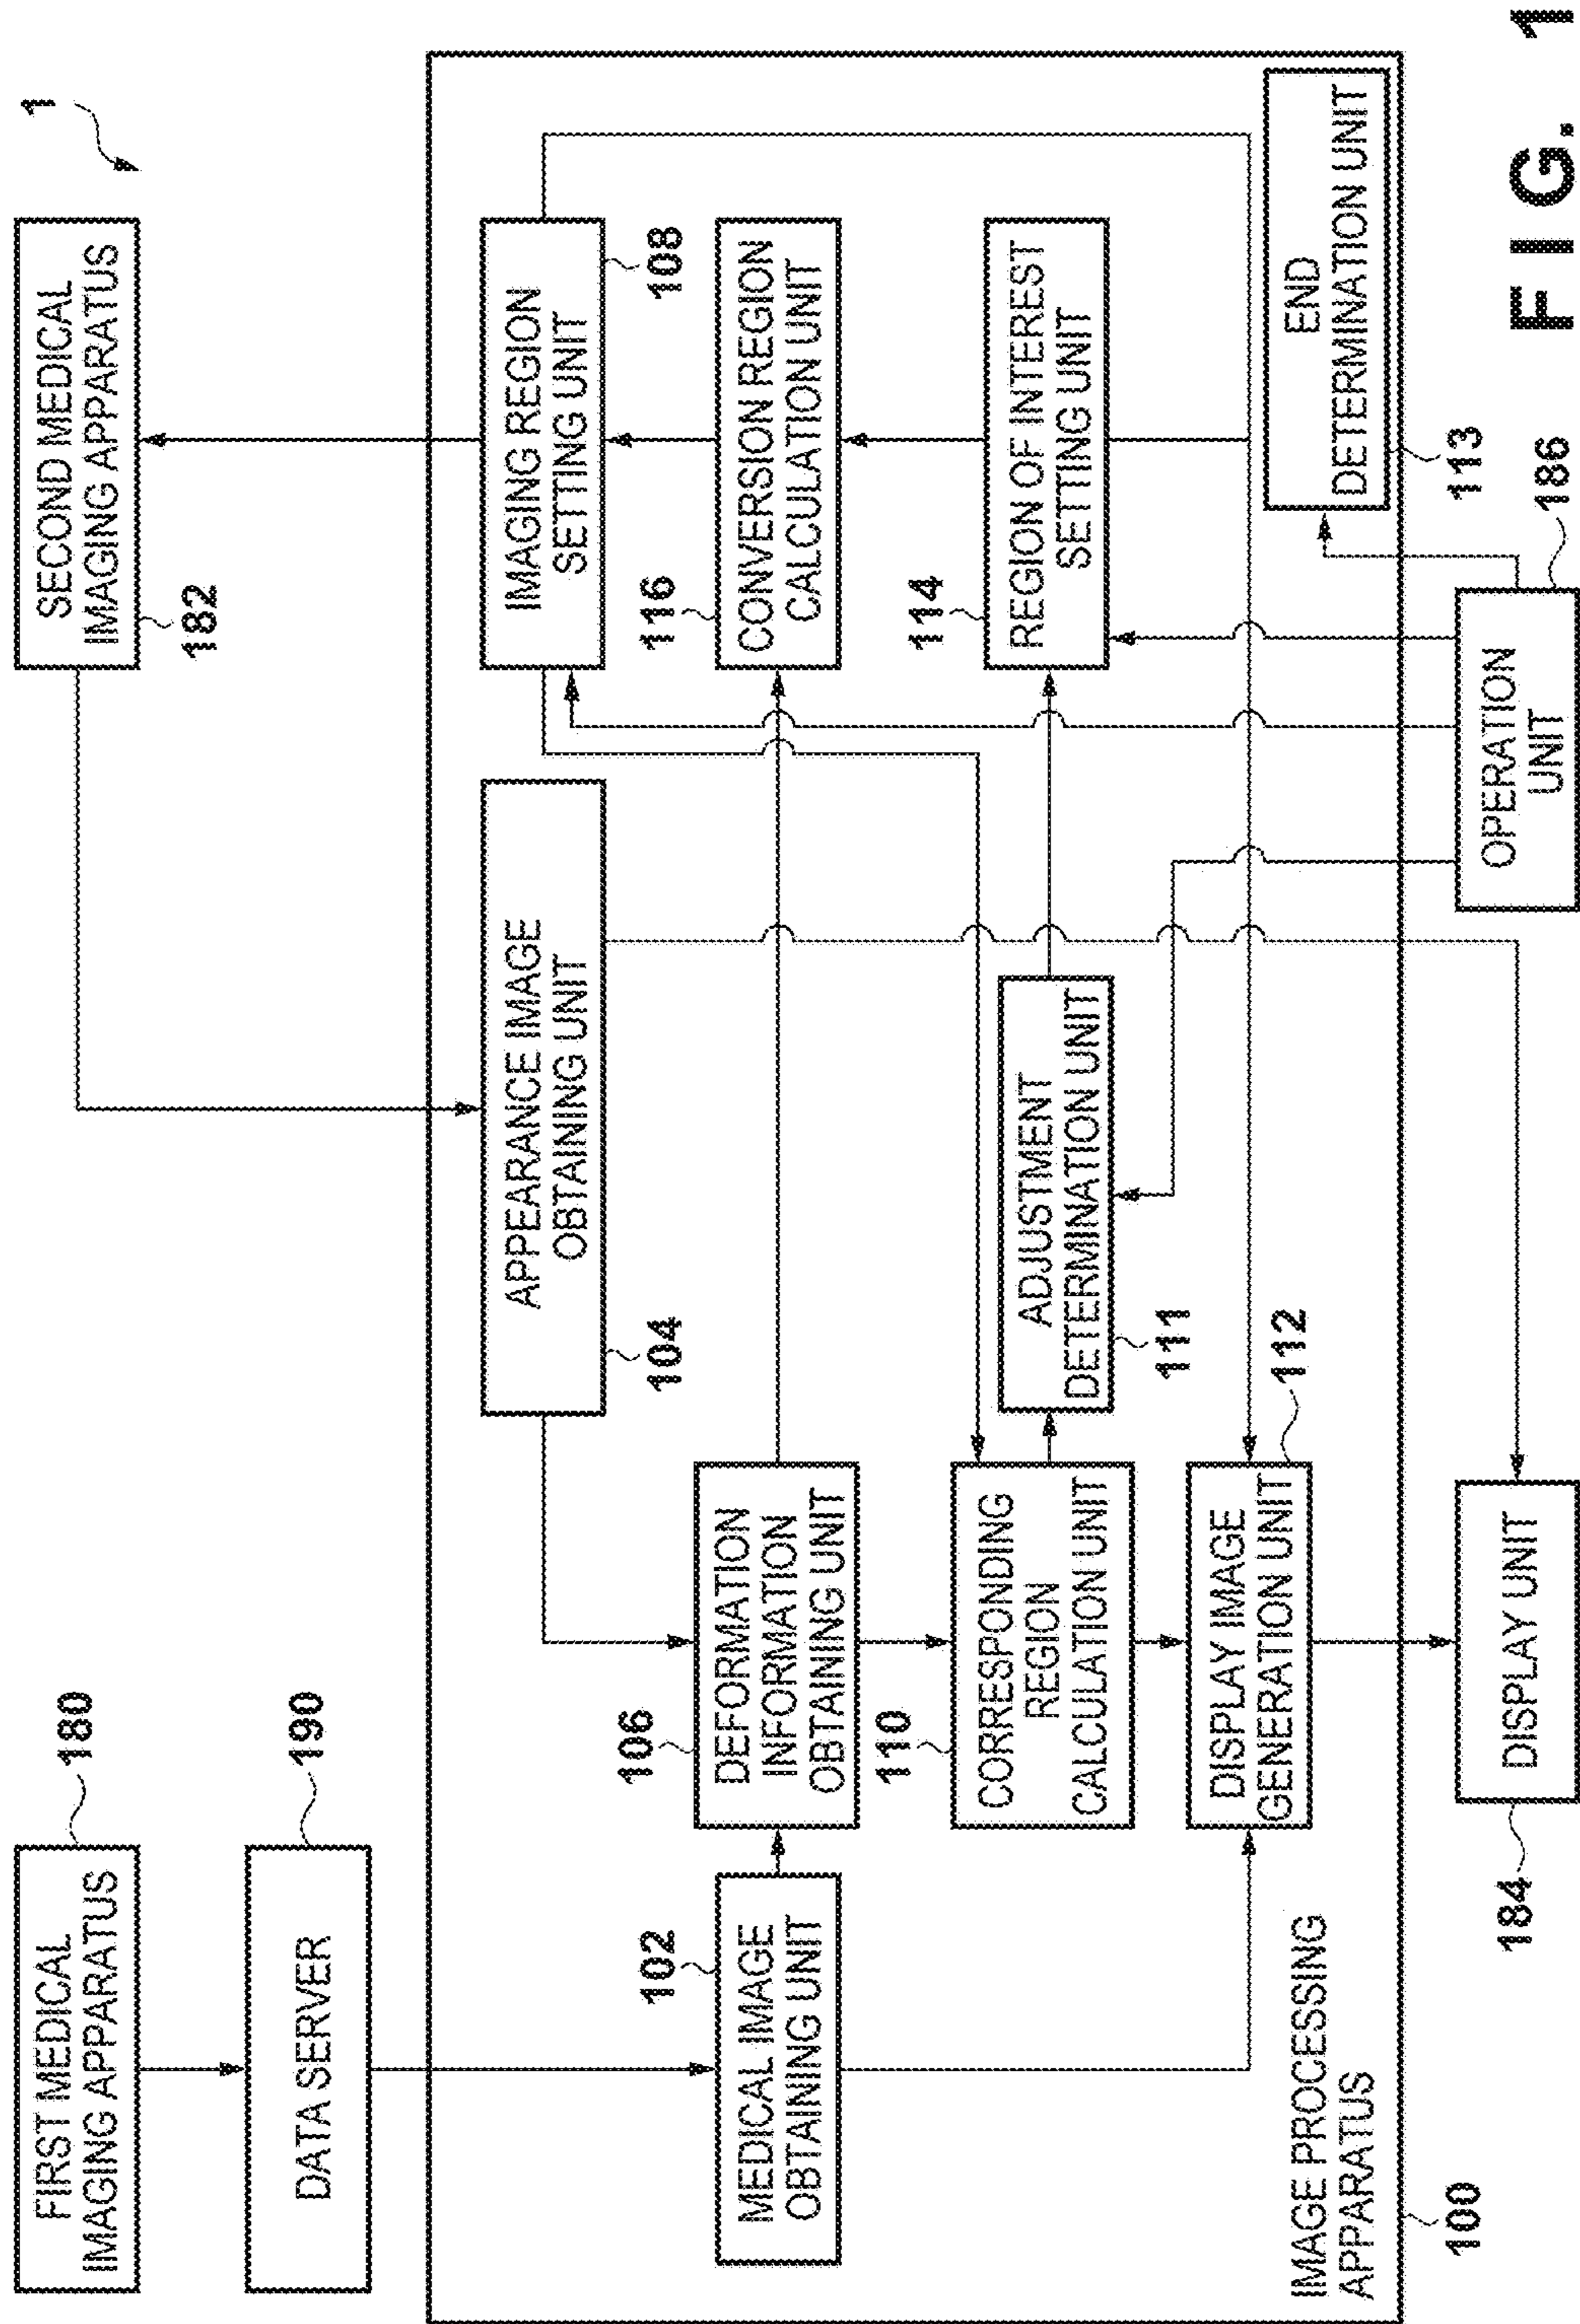 1
FIRST MEDICAL
IMAGING APPARATUS
180
SECOND MEDICAL
IMAGING APPARATUS
182
DATA SERVER
190
APPEARANCE IMAGE
OBTAINING UNIT
104
IMAGING REGION
SETTING UNIT
108
MEDICAL IMAGE
OBTAINING UNIT
102
DEFORMATION
INFORMATION
OBTAINING UNIT
106
CONVERSION REGION
CALCULATION UNIT
116
CORRESPONDING
REGION
CALCULATION UNIT
110
ADJUSTMENT
DETERMINATION UNIT
111
REGION OF INTEREST
SETTING UNIT
114
DISPLAY IMAGE
GENERATION UNIT
112
END
DETERMINATION UNIT
113
IMAGE PROCESSING
APPARATUS
100
DISPLAY UNIT
184
OPERATION
UNIT
186
FIG. 1